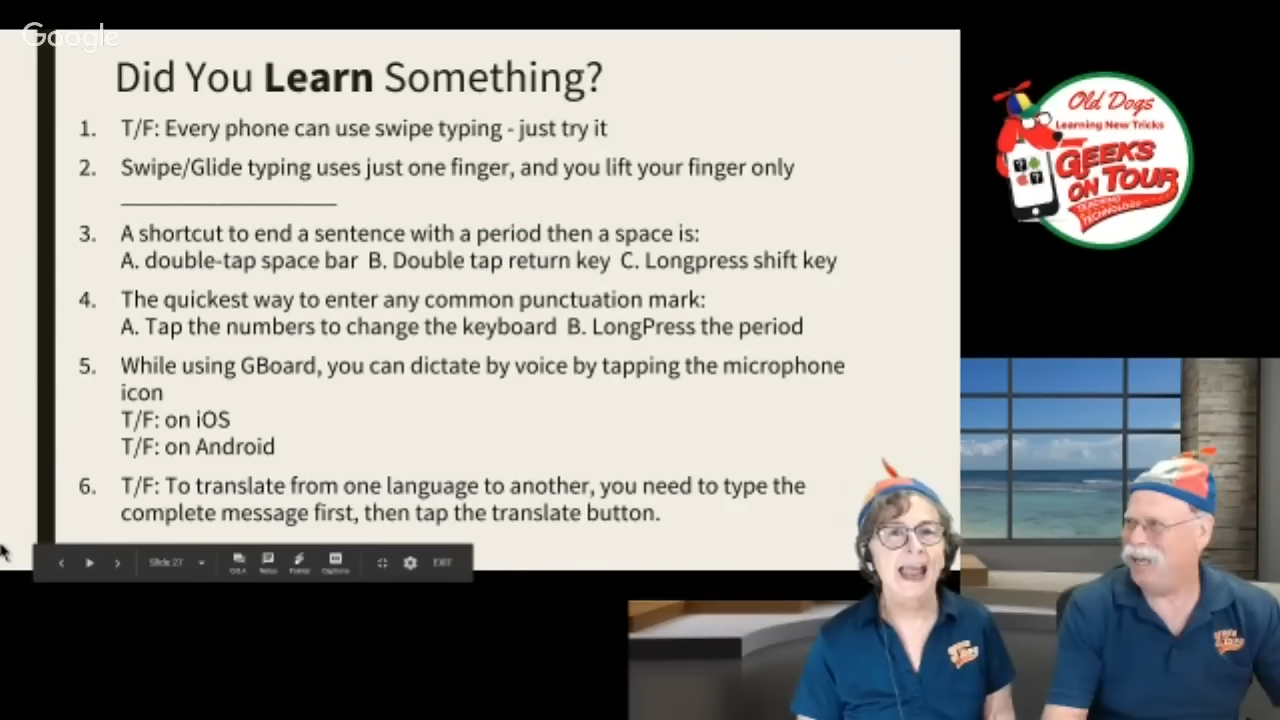 Google
Did You Learn Something?
1. T/F: Every phone can use swipe typing - just try it
2. Swipe/Glide typing uses just one finger, and you lift your finger only
____________________
3. A shortcut to end a sentence with a period then a space is:
A. double-tap space bar B. Double tap return key C. Longpress shift key
4. The quickest way to enter any common punctuation mark:
A. Tap the numbers to change the keyboard B. LongPress the period
5. While using GBoard, you can dictate by voice by tapping the microphone
icon
T/F: on iOS
T/F: on Android
6. T/F: To translate from one language to another, you need to type the
complete message first, then tap the translate button.
Slide 27
EXIT
Old Dogs
Learning New Tricks
GEEKS
ON TOUR
TEACHING
TECHNOLOGY